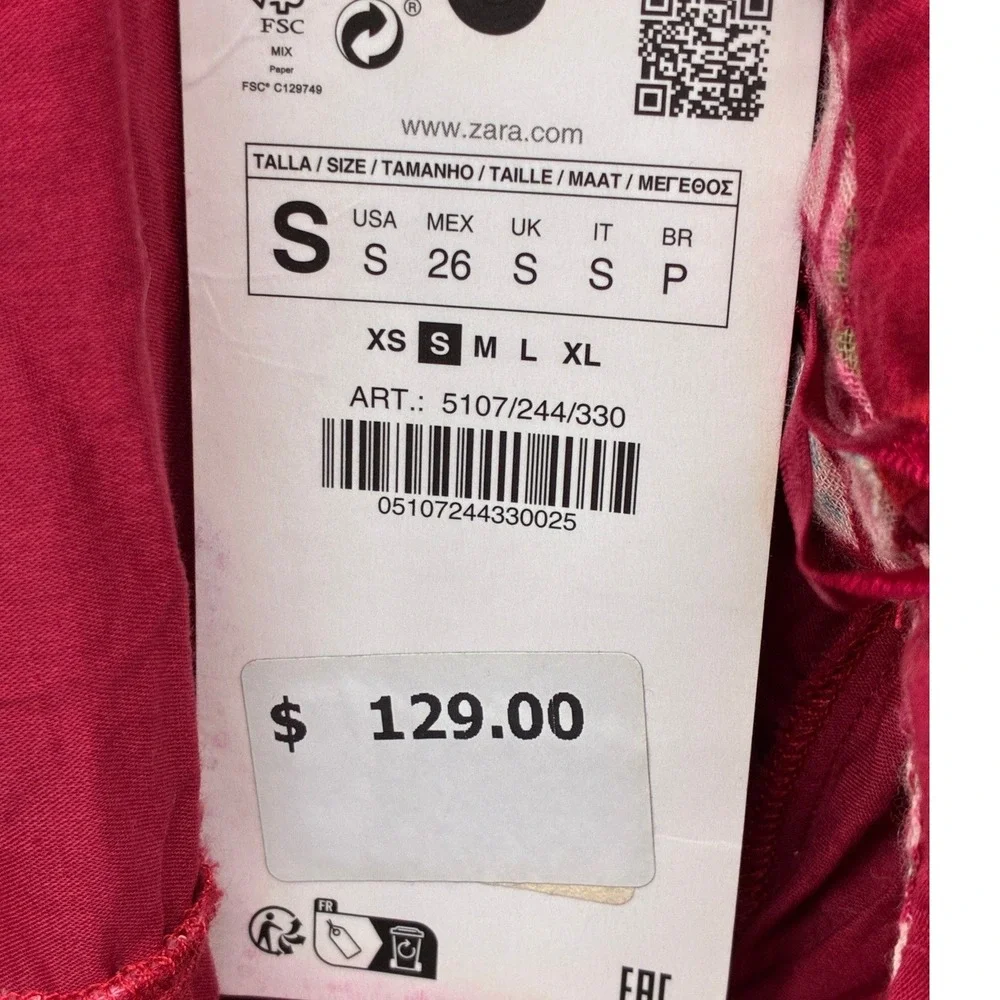 FSC
MIX
Paper
FSC® C129749
®
www.zara.com
TALLA / SIZE / TAMANHO / TAILLE / MAAT / ΜΕΓΕΘΟΣ
S USA MEX UK IT BR
S 26 S S P
XS S M L XL
ART.: 5107/244/330
05107244330025
$ 129.00
FR
EAC